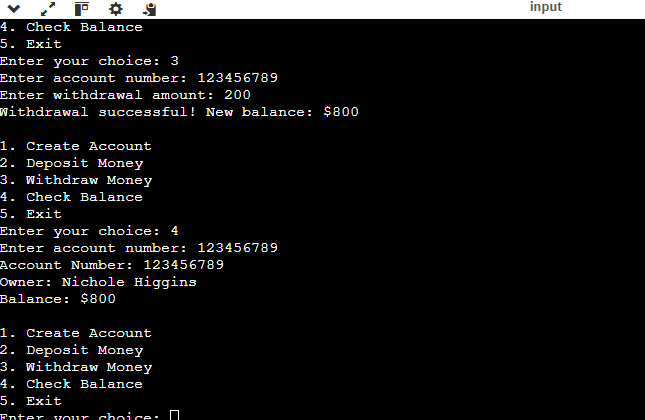 input
4. Check Balance
5. Exit
Enter your choice: 3
Enter account number: 123456789
Enter withdrawal amount: 200
Withdrawal successful! New balance: $800
1. Create Account
2. Deposit Money
3. Withdraw Money
4. Check Balance
5. Exit
Enter your choice: 4
Enter account number: 123456789
Account Number: 123456789
Owner: Nichole Higgins
Balance: $800
1. Create Account
2. Deposit Money
3. Withdraw Money
4. Check Balance
5. Exit
Enter your choice: